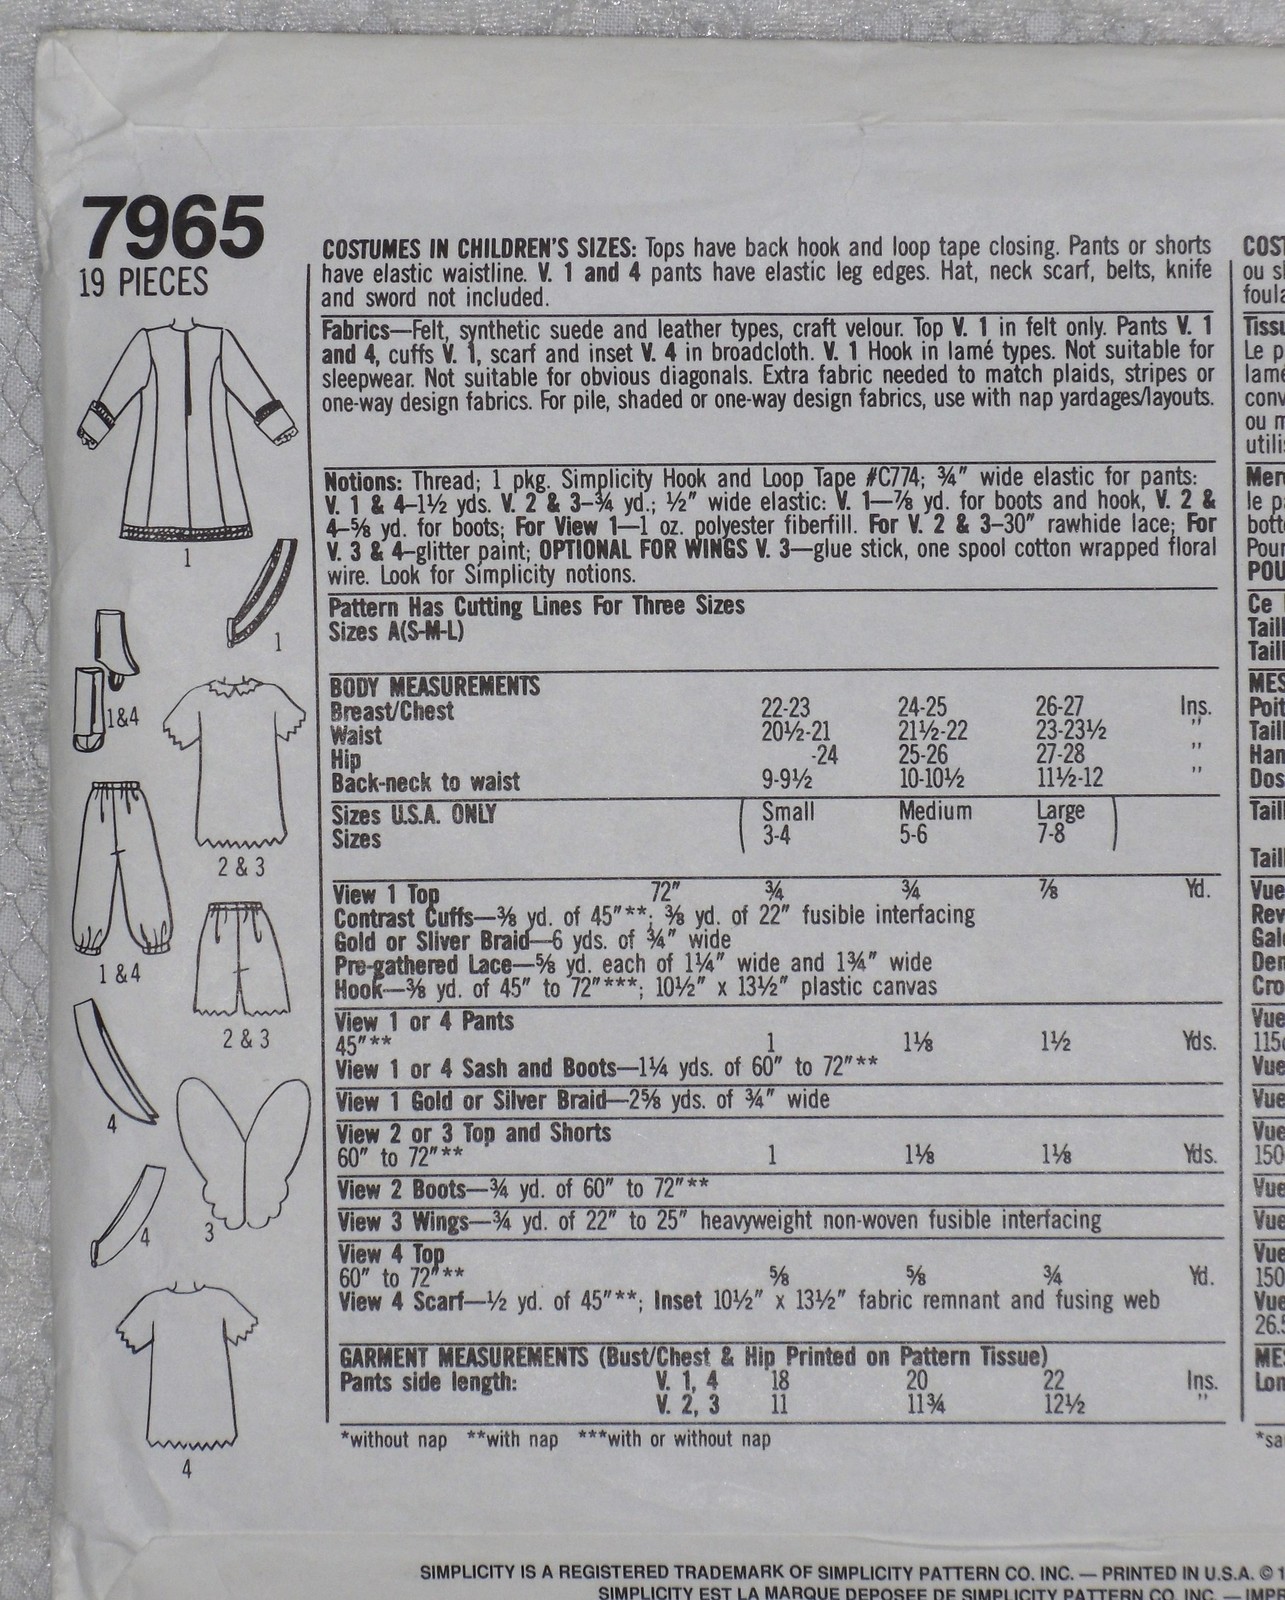 7965
19 PIECES
COSTUMES IN CHILDREN'S SIZES: Tops have back hook and loop tape closing. Pants or shorts
have elastic waistline. V. 1 and 4 pants have elastic leg edges. Hat, neck scarf, belts, knife
and sword not included.
Fabrics—Felt, synthetic suede and leather types, craft velour. Top V. 1 in felt only. Pants V. 1
and 4, cuffs V. 1, scarf and inset V. 4 in broadcloth. V. 1 Hook in lamé types. Not suitable for
sleepwear. Not suitable for obvious diagonals. Extra fabric needed to match plaids, stripes or
one-way design fabrics. For pile, shaded or one-way design fabrics, use with nap yardages/layouts.
Notions: Thread; 1 pkg. Simplicity Hook and Loop Tape #C774; ¾" wide elastic for pants:
V. 1 & 4–1½ yds. V. 2 & 3–¾ yd.; ½" wide elastic: V. 1—⅞ yd. for boots and hook, V. 2 &
4–⅝ yd. for boots; For View 1—1 oz. polyester fiberfill. For V. 2 & 3–30" rawhide lace; For
V. 3 & 4–glitter paint; OPTIONAL FOR WINGS V. 3—glue stick, one spool cotton wrapped floral
wire. Look for Simplicity notions.
Pattern Has Cutting Lines For Three Sizes
Sizes A(S-M-L)
BODY MEASUREMENTS
Breast/Chest 22-23 24-25 26-27 Ins.
Waist 20½-21 21½-22 23-23½ "
Hip -24 25-26 27-28 "
Back-neck to waist 9-9½ 10-10½ 11½-12 "
Sizes U.S.A. ONLY ( Small Medium Large )
Sizes 3-4 5-6 7-8
View 1 Top 72" ¾ ¾ ⅞ Yd.
Contrast Cuffs—⅜ yd. of 45"**; ⅜ yd. of 22" fusible interfacing
Gold or Sliver Braid—6 yds. of ¾" wide
Pre-gathered Lace—⅝ yd. each of 1¼" wide and 1¾" wide
Hook—⅜ yd. of 45" to 72"***; 10½" x 13½" plastic canvas
View 1 or 4 Pants
45"** 1 1⅛ 1½ Yds.
View 1 or 4 Sash and Boots—1¼ yds. of 60" to 72"**
View 1 Gold or Silver Braid—2⅝ yds. of ¾" wide
View 2 or 3 Top and Shorts
60" to 72"** 1 1⅛ 1⅛ Yds.
View 2 Boots—¾ yd. of 60" to 72"**
View 3 Wings—¾ yd. of 22" to 25" heavyweight non-woven fusible interfacing
View 4 Top
60" to 72"** ⅝ ⅝ ¾ Yd.
View 4 Scarf—½ yd. of 45"**; Inset 10½" x 13½" fabric remnant and fusing web
GARMENT MEASUREMENTS (Bust/Chest & Hip Printed on Pattern Tissue)
Pants side length: V. 1, 4 18 20 22 Ins.
V. 2, 3 11 11¾ 12½ "
*without nap **with nap ***with or without nap
1
1
1&4
2 & 3
1 & 4
2 & 3
4
3
4
4
ou
Le p
ou
le p
POU
Ce
SIMPLICITY IS A REGISTERED TRADEMARK OF SIMPLICITY PATTERN CO. INC. — PRINTED IN U.S.A. ©
SIMPLICITY EST LA MARQUE DEPOSEE DE SIMPLICITY PATTERN CO. INC. —